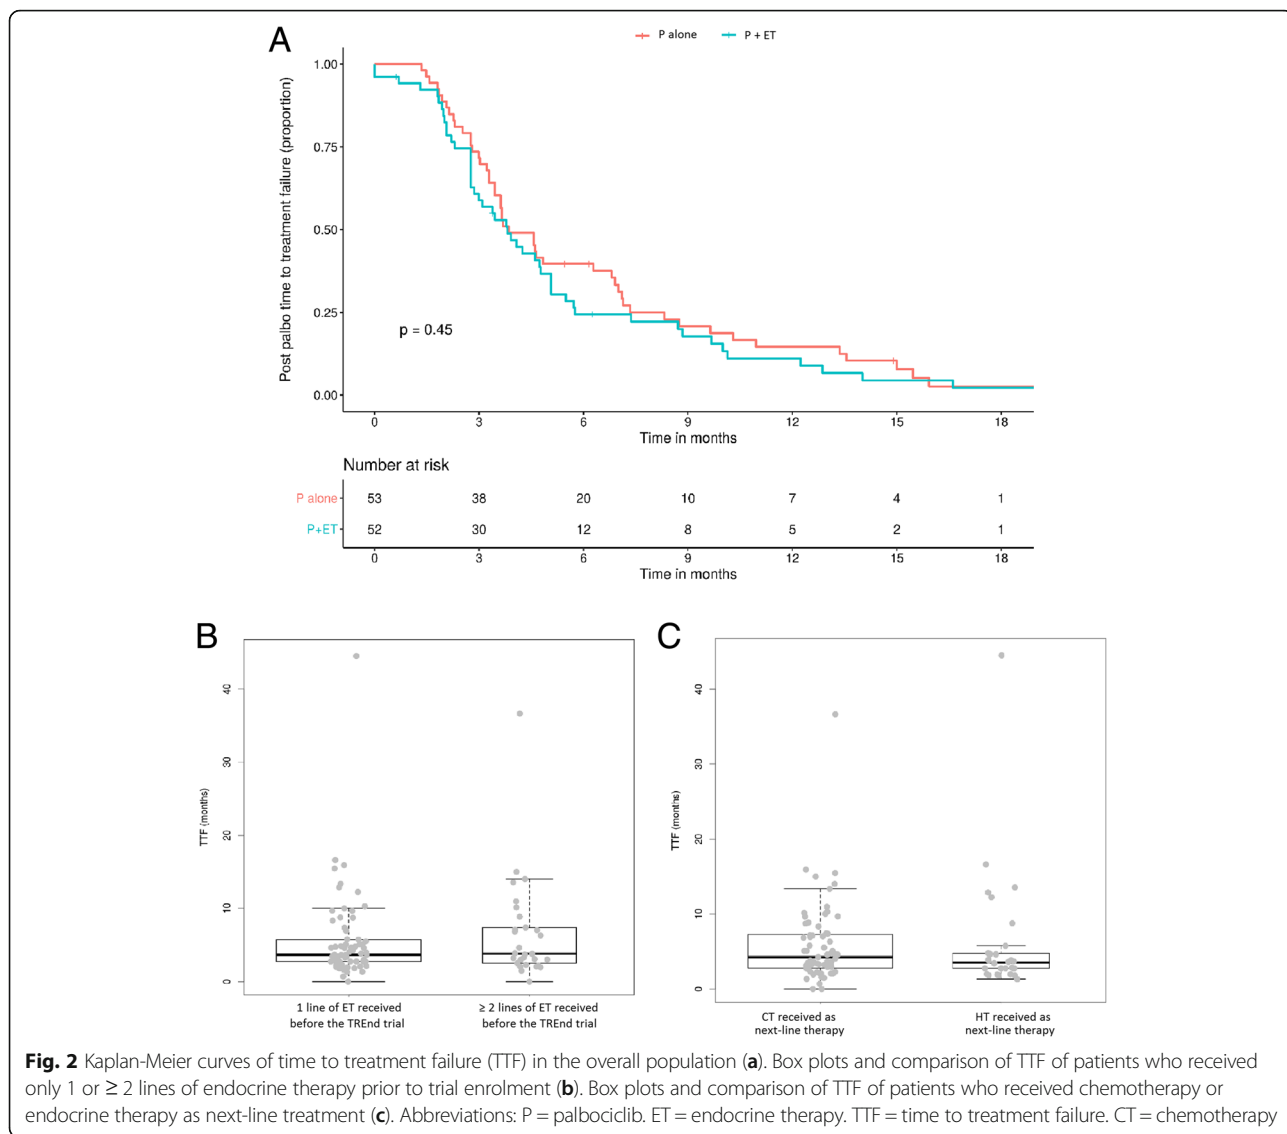 A
P alone P + ET
Post palbo time to treatment failure (proportion)
1.00
0.75
0.50
0.25
0.00
p = 0.45
0 3 6 9 12 15 18
Time in months
Number at risk
P alone 53 38 20 10 7 4 1
P+ET 52 30 12 8 5 2 1
0 3 6 9 12 15 18
Time in months
B
TTF (months)
40
30
20
10
0
1 line of ET received
before the TREnd trial
≥ 2 lines of ET received
before the TREnd trial
C
TTF (months)
40
30
20
10
0
CT received as
next-line therapy
HT received as
next-line therapy
Fig. 2 Kaplan-Meier curves of time to treatment failure (TTF) in the overall population (a). Box plots and comparison of TTF of patients who received
only 1 or ≥ 2 lines of endocrine therapy prior to trial enrolment (b). Box plots and comparison of TTF of patients who received chemotherapy or
endocrine therapy as next-line treatment (c). Abbreviations: P = palbociclib. ET = endocrine therapy. TTF = time to treatment failure. CT = chemotherapy